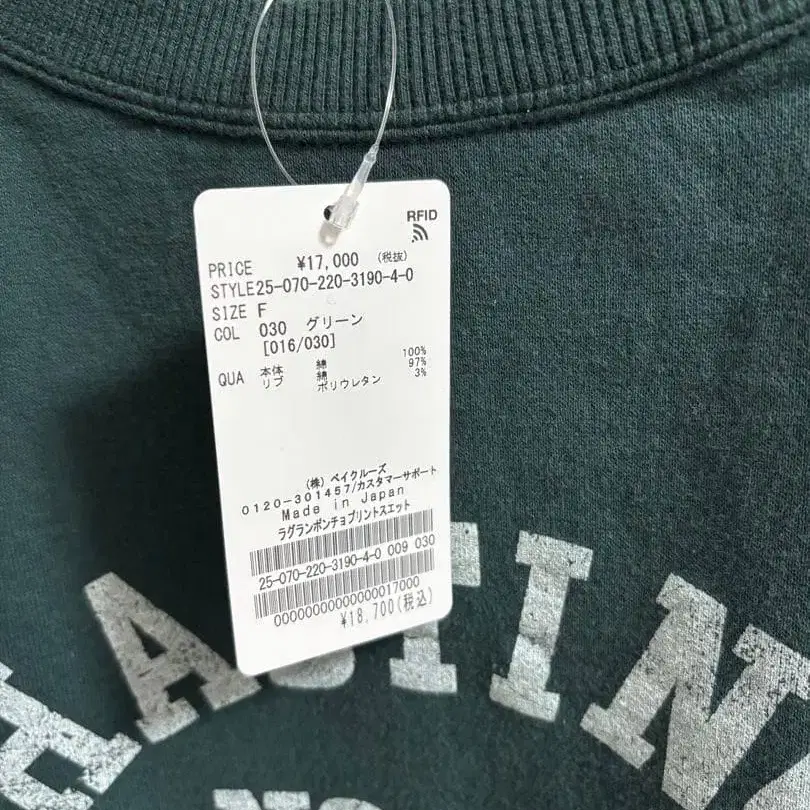 RFID
PRICE ¥17,000 (税抜)
STYLE25-070-220-3190-4-0
SIZE F
COL 030 グリーン
[016/030]
QUA 本体 綿 100%
リブ 綿 97%
ポリウレタン 3%
(株) ベイクルーズ
0120-301457/カスタマーサポート
Made in Japan
ラグランポンチョプリントスエット
25-070-220-3190-4-0 009 030
00000000000000017000
¥18,700(税込)
HASTIN
NO